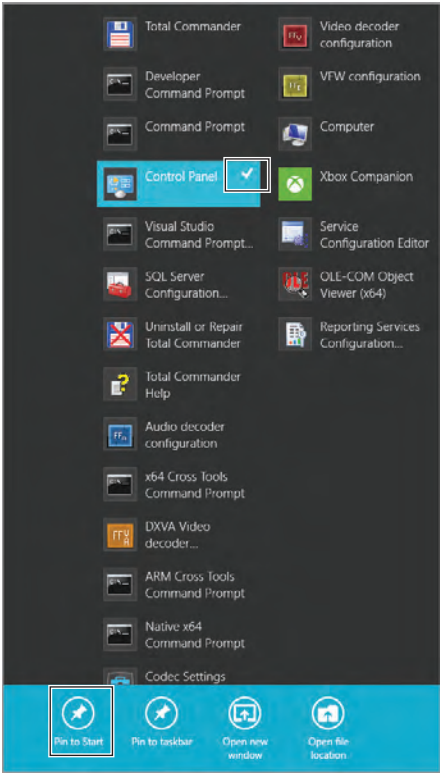 Total Commander
Developer
Command Prompt
Command Prompt
Control Panel
Visual Studio
Command Prompt...
SQL Server
Configuration...
Uninstall or Repair
Total Commander
Total Commander
Help
Audio decoder
configuration
x64 Cross Tools
Command Prompt
DXVA Video
decoder...
ARM Cross Tools
Command Prompt
Native x64
Command Prompt
Codec Settings
Video decoder
configuration
VFW configuration
Computer
Xbox Companion
Service
Configuration Editor
OLE-COM Object
Viewer (x64)
Reporting Services
Configuration...
Pin to Start
Pin to taskbar
Open new
window
Open file
location